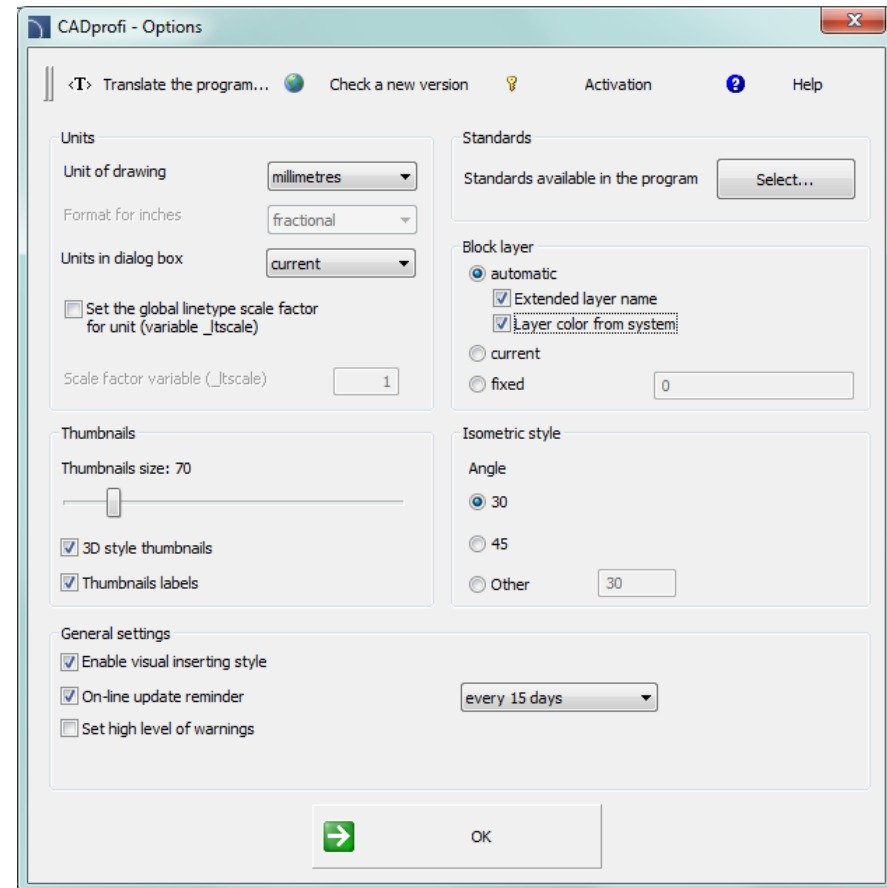 CADprofi - Options
<T> Translate the program... Check a new version Activation Help
Units
Unit of drawing millimetres
Format for inches fractional
Units in dialog box current
Set the global linetype scale factor
for unit (variable _ltscale)
Scale factor variable (_ltscale) 1
Standards
Standards available in the program Select...
Block layer
automatic
Extended layer name
Layer color from system
current
fixed 0
Thumbnails
Thumbnails size: 70
3D style thumbnails
Thumbnails labels
Isometric style
Angle
30
45
Other 30
General settings
Enable visual inserting style
On-line update reminder every 15 days
Set high level of warnings
OK